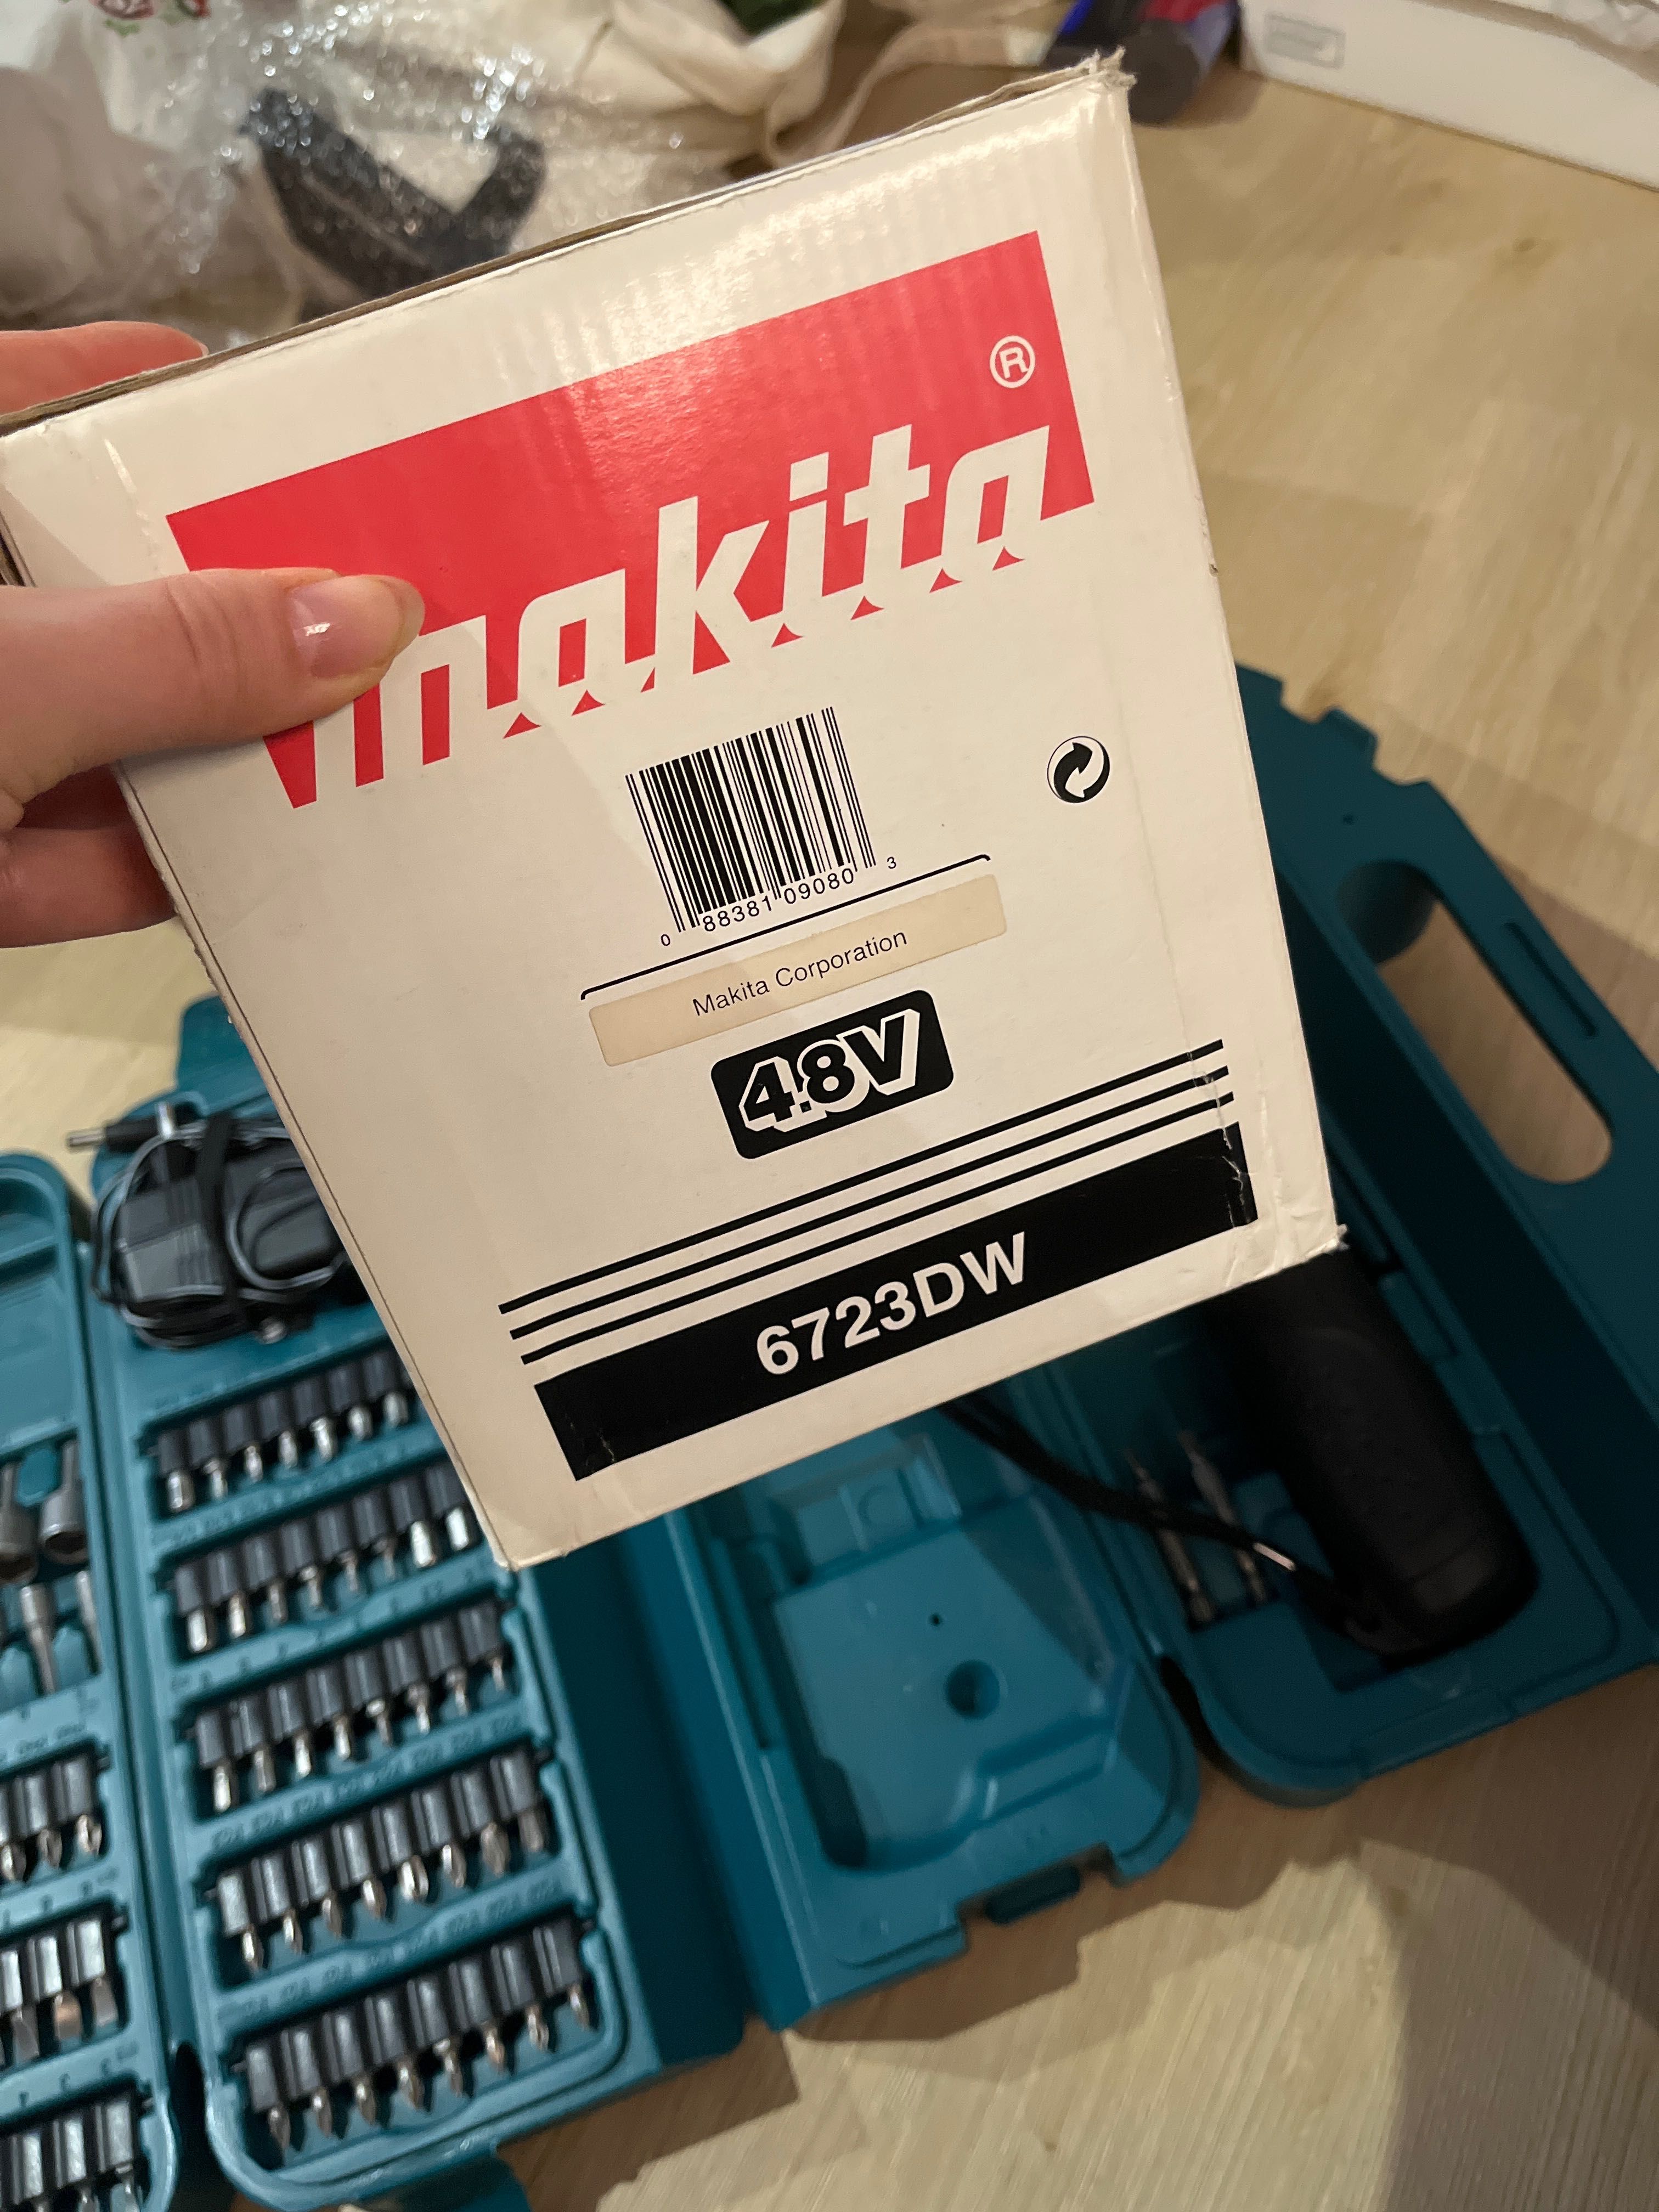 ®
makita
0 88381 09080 3
Makita Corporation
4.8V
6723DW